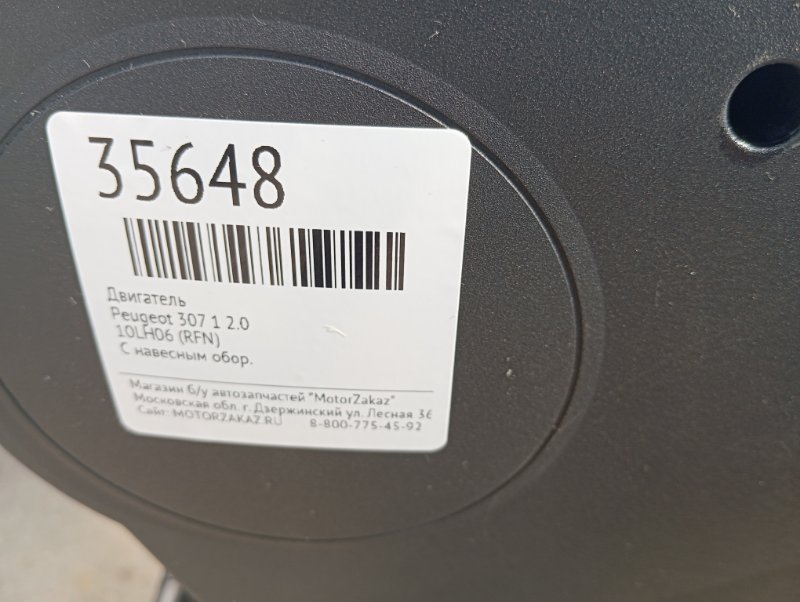 35648
Двигатель
Peugeot 307 1 2.0
10LH06 (RFN)
С навесным обор.
Магазин б/у автозапчастей "MotorZakaz"
Московская обл. г. Дзержинский ул. Лесная 36
Сайт: MOTORZAKAZ.RU 8-800-775-45-92